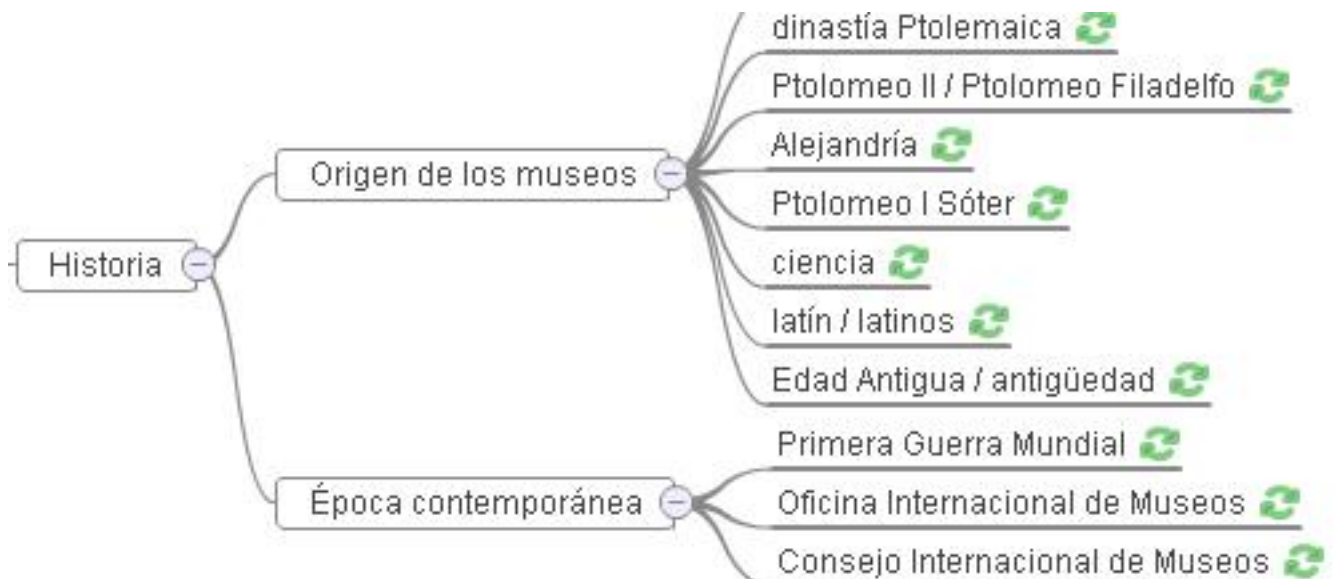 Historia
Origen de los museos
dinastía Ptolemaica
Ptolomeo II / Ptolomeo Filadelfo
Alejandría
Ptolomeo I Sóter
ciencia
latín / latinos
Edad Antigua / antigüedad
Época contemporánea
Primera Guerra Mundial
Oficina Internacional de Museos
Consejo Internacional de Museos